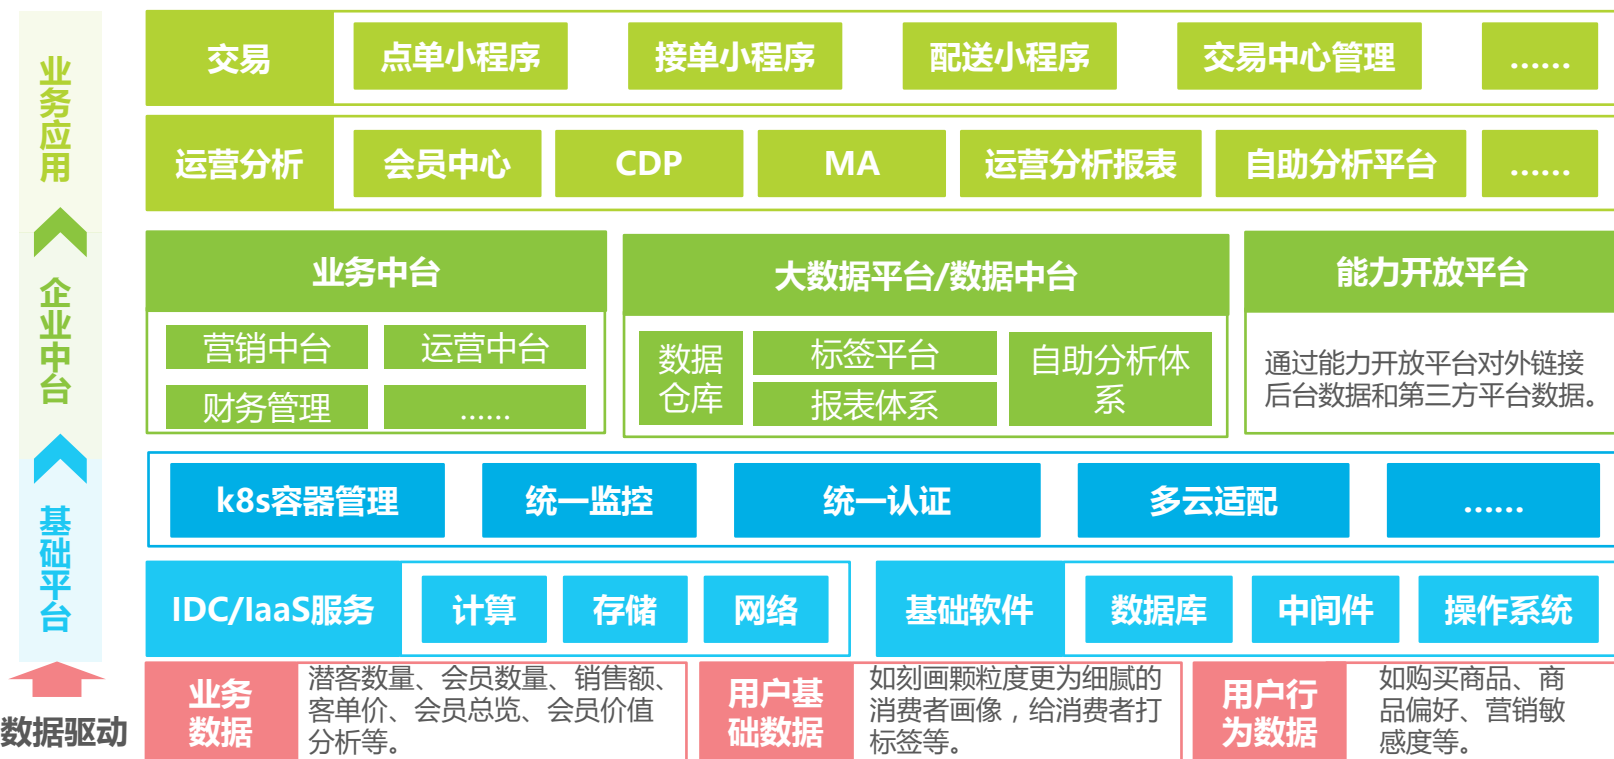 业务应用
交易
点单小程序
接单小程序
配送小程序
交易中心管理
......
运营分析
会员中心
CDP
MA
运营分析报表
自助分析平台
......
企业中台
业务中台
营销中台
运营中台
财务管理
......
大数据平台/数据中台
数据
仓库
标签平台
报表体系
自助分析体
系
能力开放平台
通过能力开放平台对外链接
后台数据和第三方平台数据。
基础平台
k8s容器管理
统一监控
统一认证
多云适配
......
IDC/IaaS服务
计算
存储
网络
基础软件
数据库
中间件
操作系统
数据驱动
业务
数据
潜客数量、会员数量、销售额、
客单价、会员总览、会员价值
分析等。
用户基
础数据
如刻画颗粒度更为细腻的
消费者画像，给消费者打
标签等。
用户行
为数据
如购买商品、商
品偏好、营销敏
感度等。